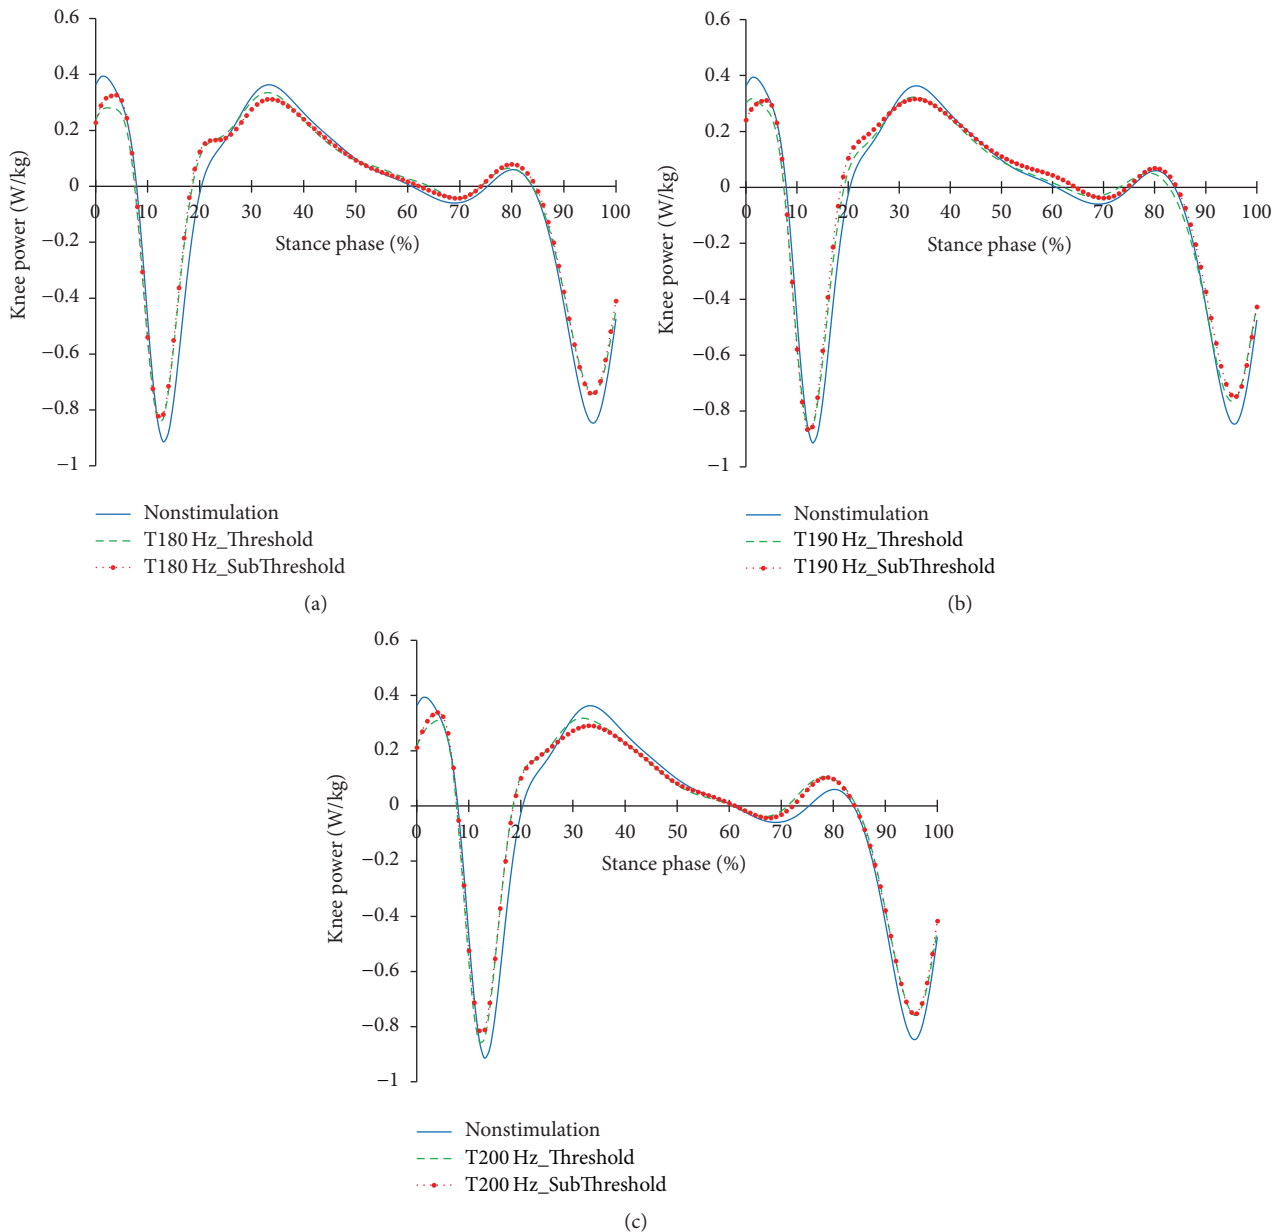 0.6
0.4
0.2
0
−0.2
−0.4
−0.6
−0.8
−1
Knee power (W/kg)
0 10 20 30 40 50 60 70 80 90 100
Stance phase (%)
Nonstimulation
T180 Hz_Threshold
T180 Hz_SubThreshold
(a)
0.6
0.4
0.2
0
−0.2
−0.4
−0.6
−0.8
−1
Knee power (W/kg)
0 10 20 30 40 50 60 70 80 90 100
Stance phase (%)
Nonstimulation
T190 Hz_Threshold
T190 Hz_SubThreshold
(b)
0.6
0.4
0.2
0
−0.2
−0.4
−0.6
−0.8
−1
Knee power (W/kg)
0 10 20 30 40 50 60 70 80 90 100
Stance phase (%)
Nonstimulation
T200 Hz_Threshold
T200 Hz_SubThreshold
(c)